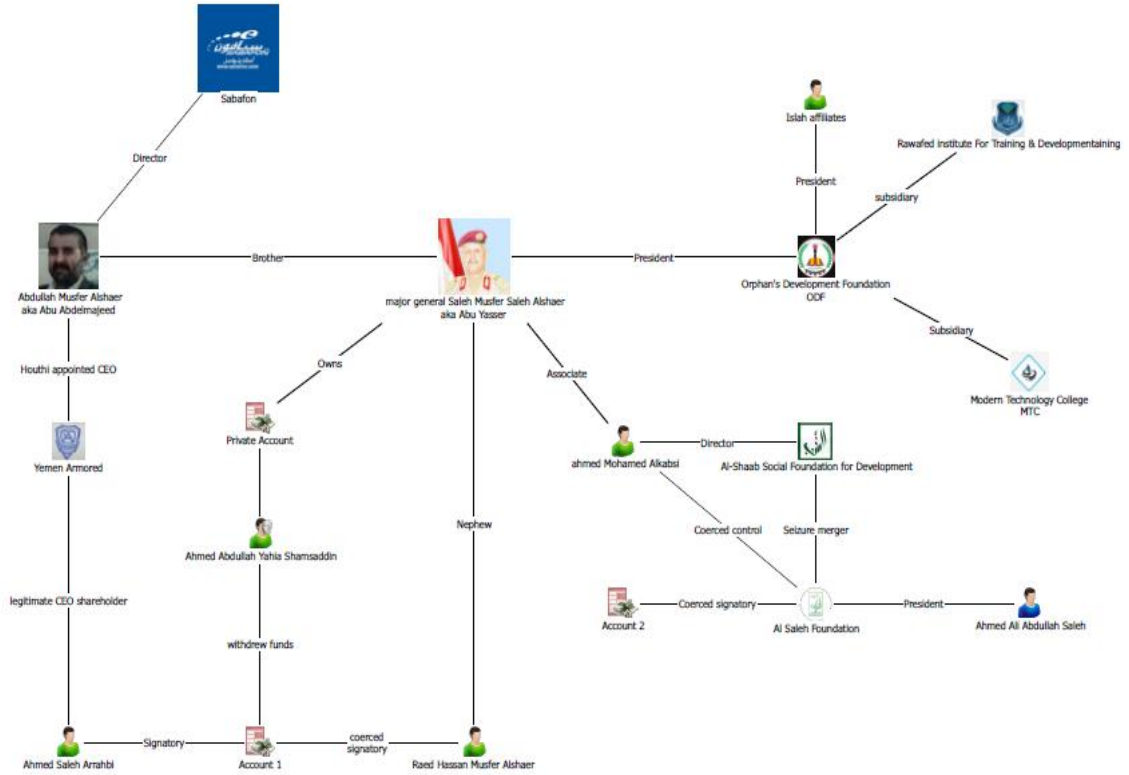 سبأفون
www.sabafon.com
Sabafon
Director
Islah affiliates
Rawafed institute For Training & Developmentaining
President
subsidiary
Brother
President
Abdullah Musfer Alshaer
aka Abu Abdelmajeed
major general Saleh Musfer Saleh Alshaer
aka Abu Yasser
Orphan's Development Foundation
ODF
Subsidiary
Houthi appointed CEO
Owns
Associate
Modern Technology College
MTC
Private Account
Yemen Armored
ahmed Mohamed Alkabsi
Director
Al-Shaab Social Foundation for Development
Nephew
Coerced control
Seizure merger
Ahmed Abdullah Yahia Shamsaddin
legitimate CEO shareholder
Coerced signatory
President
Account 2
Al Saleh Foundation
Ahmed Ali Abdullah Saleh
withdrew funds
Signatory
coerced
signatory
Ahmed Saleh Arrahbi
Account 1
Raed Hassan Musfer Alshaer